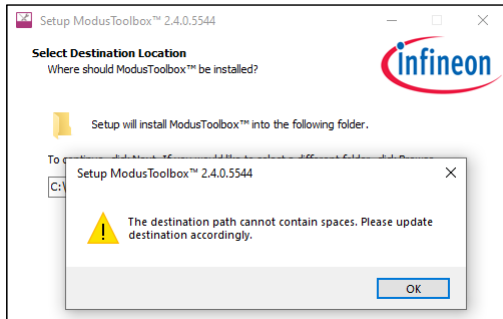 Setup ModusToolbox™ 2.4.0.5544
Select Destination Location
Where should ModusToolbox™ be installed?
infineon
Setup will install ModusToolbox™ into the following folder.
To
C:\
Setup ModusToolbox™ 2.4.0.5544
The destination path cannot contain spaces. Please update
destination accordingly.
OK